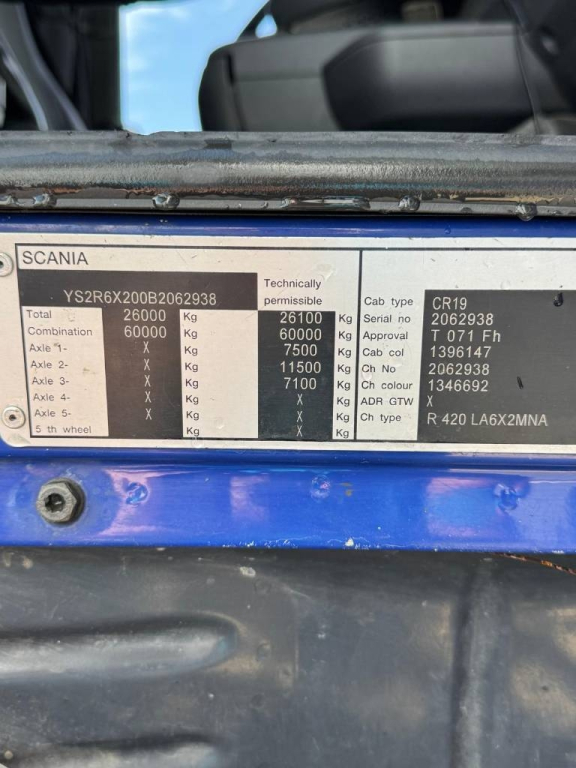 SCANIA
YS2R6X200B2062938
Technically
permissible
Total 26000 Kg 26100 Kg
Combination 60000 Kg 60000 Kg
Axle 1- X Kg 7500 Kg
Axle 2- X Kg 11500 Kg
Axle 3- X Kg 7100 Kg
Axle 4- X Kg X Kg
Axle 5- X Kg X Kg
5 th wheel Kg X Kg
Cab type CR19
Serial no 2062938
Approval T 071 Fh
Cab col 1396147
Ch No 2062938
Ch colour 1346692
ADR GTW X
Ch type R 420 LA6X2MNA